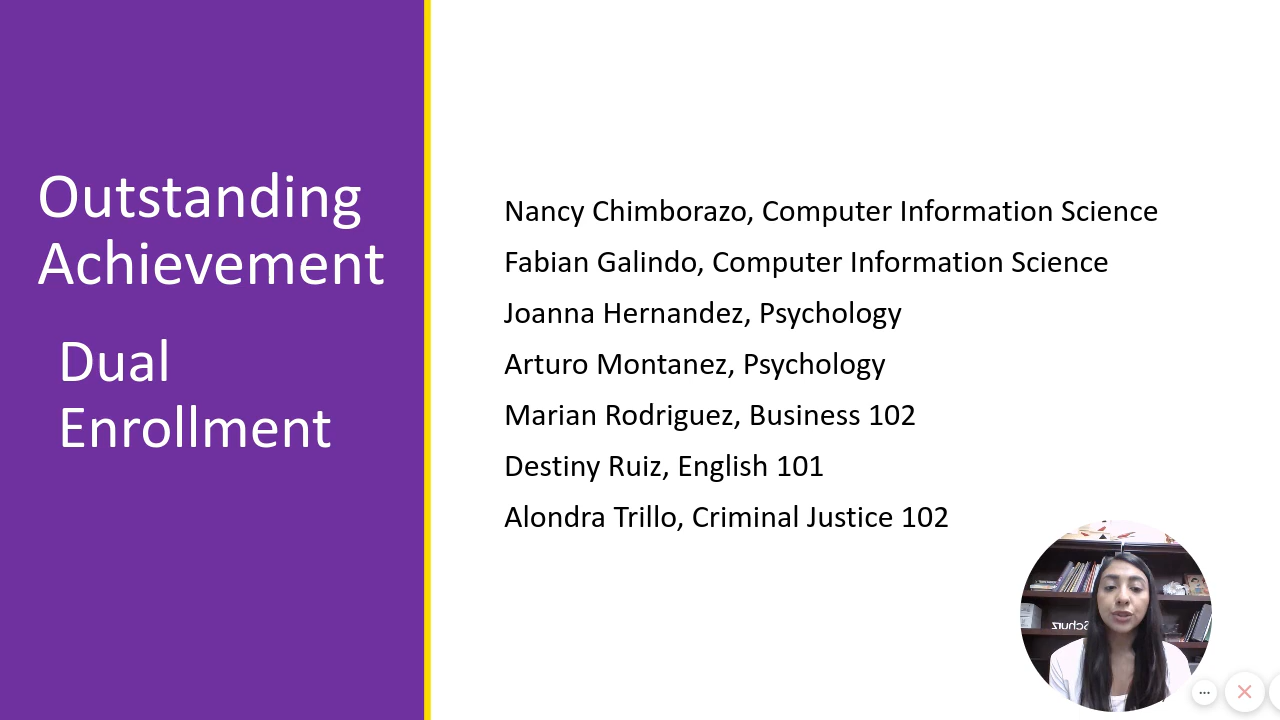 Outstanding
Achievement
Dual
Enrollment
Nancy Chimborazo, Computer Information Science
Fabian Galindo, Computer Information Science
Joanna Hernandez, Psychology
Arturo Montanez, Psychology
Marian Rodriguez, Business 102
Destiny Ruiz, English 101
Alondra Trillo, Criminal Justice 102
Schurz